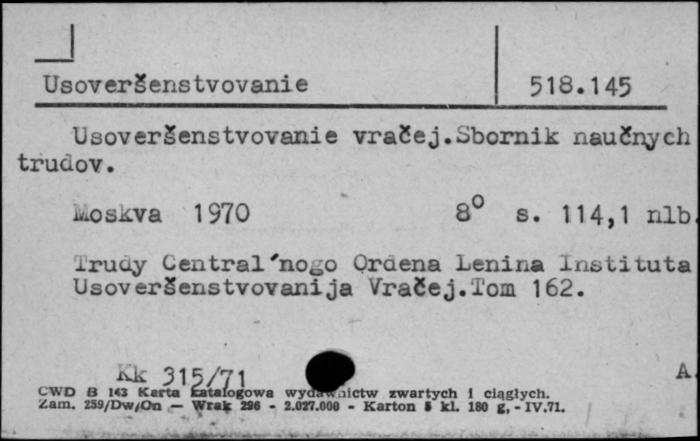 Usoveršenstvovanie 518.145
Usoveršenstvovanie vračej.Sbornik naučnych
trudov.
Moskva 1970 8° s. 114,1 nlb.
Trudy Central'nogo Ordena Lenina Instituta
Usoveršenstvovanija Vračej.Tom 162.
Kk 315/71 A.
CWD B 143 Karta katalogowa wydawnictw zwartych i ciągłych.
Zam. 259/Dw/On — Wrak 296 - 2.027.000 - Karton 5 kl. 180 g, - IV.71.